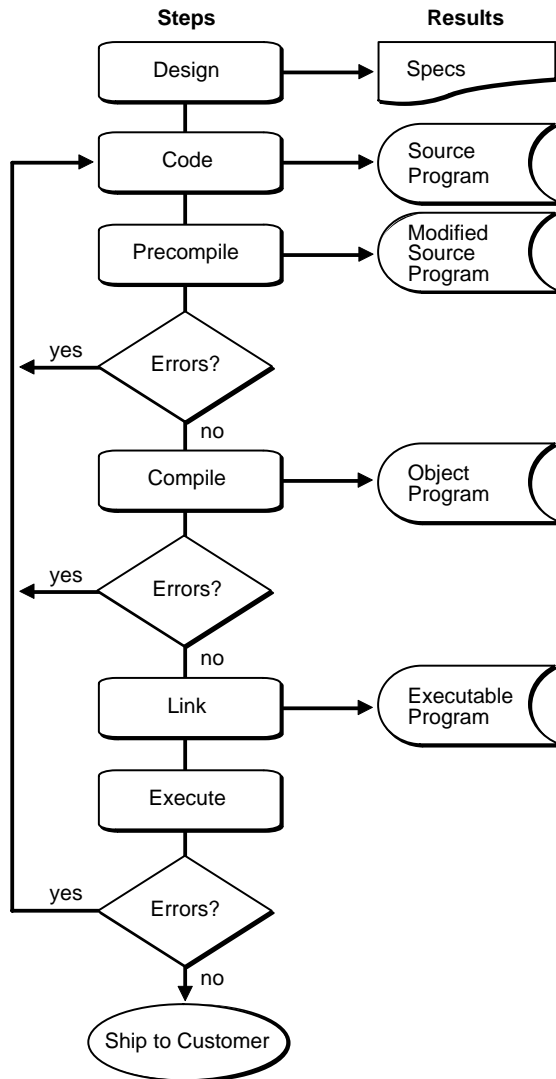 Steps
Results
Design
Specs
Code
Source
Program
Precompile
Modified
Source
Program
yes
Errors?
no
Compile
Object
Program
yes
Errors?
no
Link
Executable
Program
Execute
yes
Errors?
no
Ship to Customer